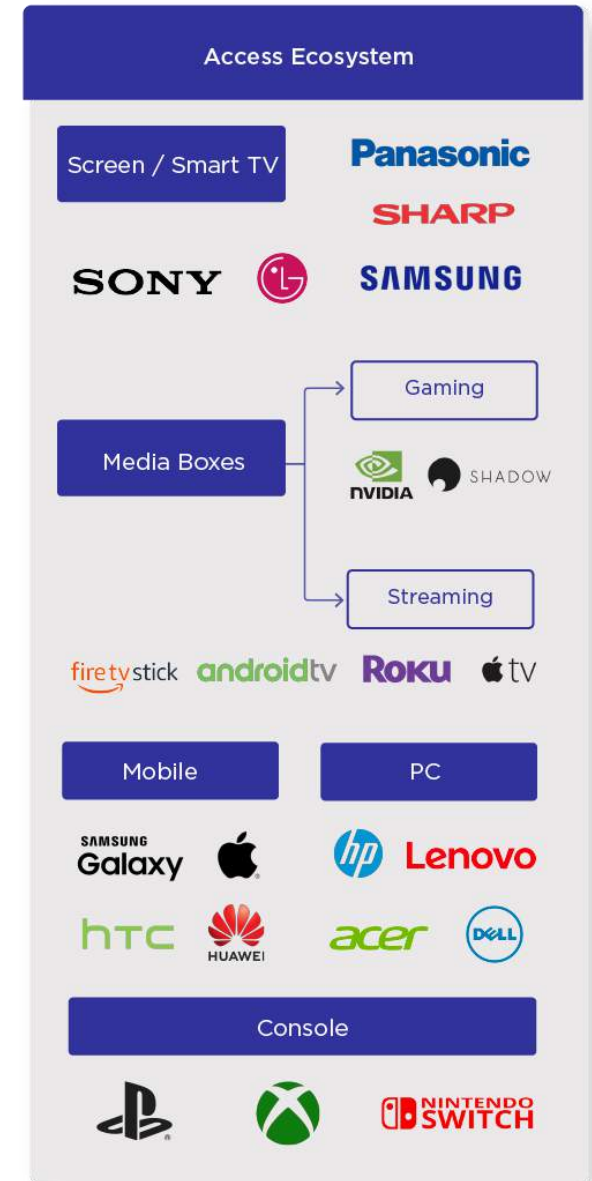 Access Ecosystem
Screen / Smart TV
Panasonic
SHARP
SONY
LG
SAMSUNG
Gaming
Media Boxes
NVIDIA
SHADOW
Streaming
firetvstick androidtv Roku tv
Mobile
PC
SAMSUNG
Galaxy
hp Lenovo
hTC
HUAWEI
acer
DELL
Console
NINTENDO
SWITCH